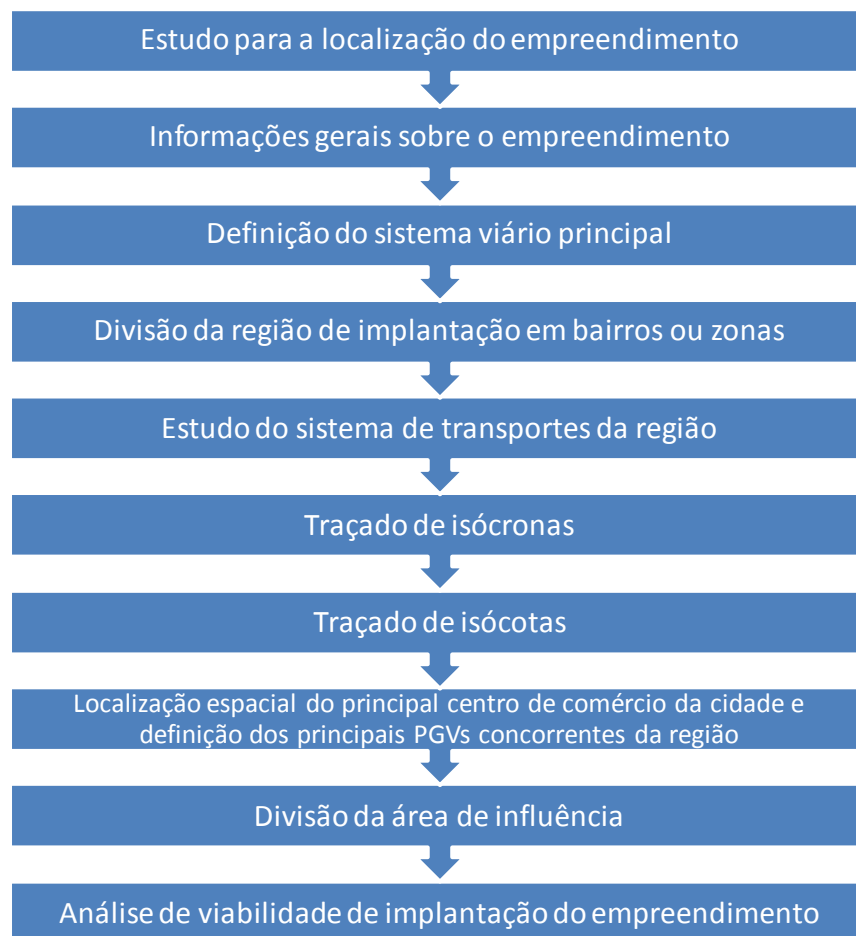 Estudo para a localização do empreendimento
Informações gerais sobre o empreendimento
Definição do sistema viário principal
Divisão da região de implantação em bairros ou zonas
Estudo do sistema de transportes da região
Traçado de isócronas
Traçado de isócotas
Localização espacial do principal centro de comércio da cidade e
definição dos principais PGVs concorrentes da região
Divisão da área de influência
Análise de viabilidade de implantação do empreendimento